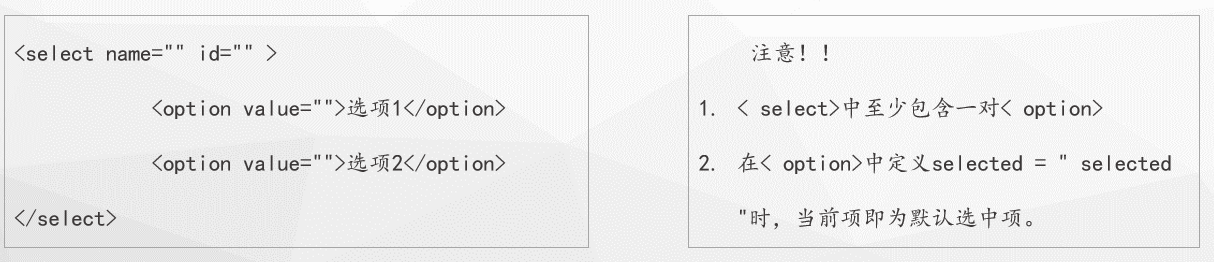 <select name="" id="" >
<option value="">选项1</option>
<option value="">选项2</option>
</select>
注意！！
1. < select>中至少包含一对< option>
2. 在< option>中定义selected = " selected
"时，当前项即为默认选中项。